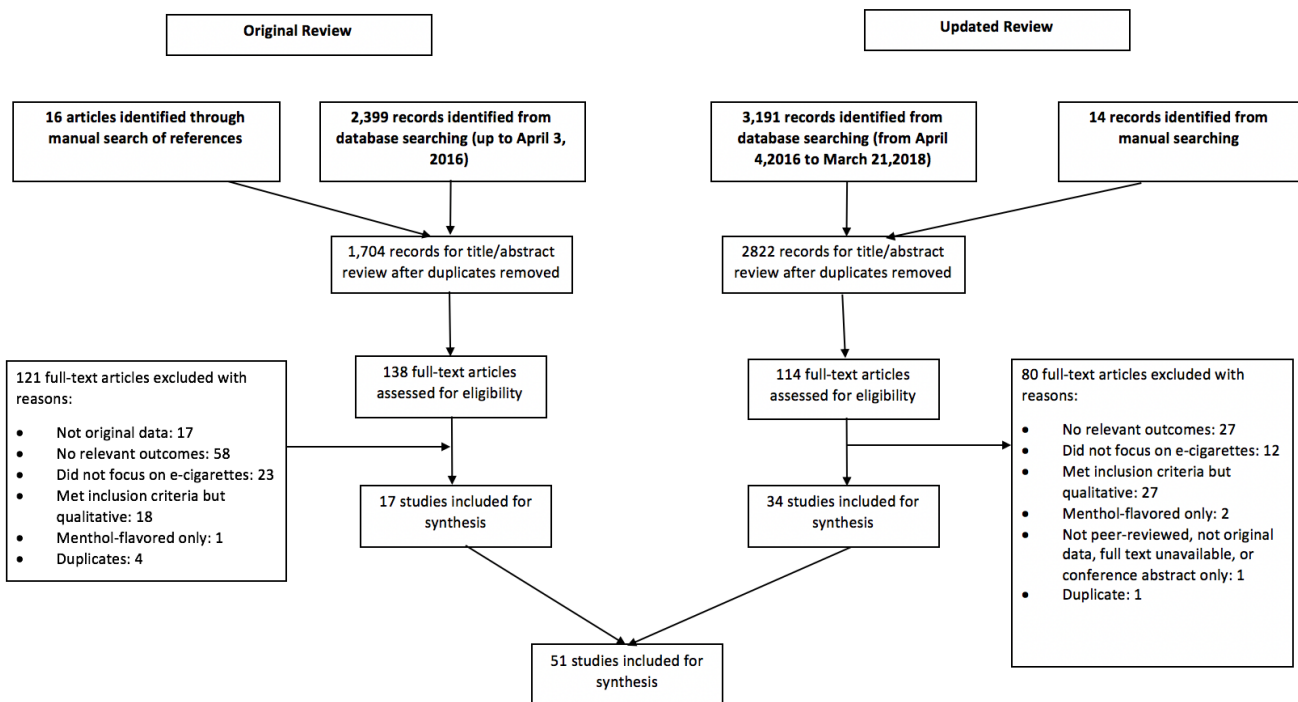 Original Review
Updated Review
16 articles identified through
manual search of references
2,399 records identified from
database searching (up to April 3,
2016)
3,191 records identified from
database searching (from April
4,2016 to March 21,2018)
14 records identified from
manual searching
1,704 records for title/abstract
review after duplicates removed
2822 records for title/abstract
review after duplicates removed
121 full-text articles excluded with
reasons:
• Not original data: 17
• No relevant outcomes: 58
• Did not focus on e-cigarettes: 23
• Met inclusion criteria but
qualitative: 18
• Menthol-flavored only: 1
• Duplicates: 4
138 full-text articles
assessed for eligibility
114 full-text articles
assessed for eligibility
80 full-text articles excluded with
reasons:
• No relevant outcomes: 27
• Did not focus on e-cigarettes: 12
• Met inclusion criteria but
qualitative: 27
• Menthol-flavored only: 2
• Not peer-reviewed, not original
data, full text unavailable, or
conference abstract only: 1
• Duplicate: 1
17 studies included for
synthesis
34 studies included for
synthesis
51 studies included for
synthesis